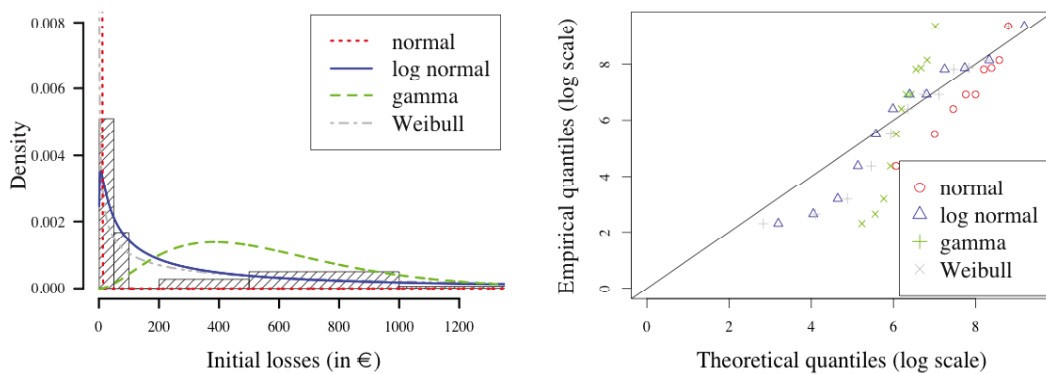 0.008
0.006
0.004
0.002
0.000
Density
0
200
400
600
800
1000
1200
Initial losses (in €)
normal
log normal
gamma
Weibull
8
6
4
2
0
Empirical quantiles (log scale)
0
2
4
6
8
Theoretical quantiles (log scale)
normal
log normal
gamma
Weibull